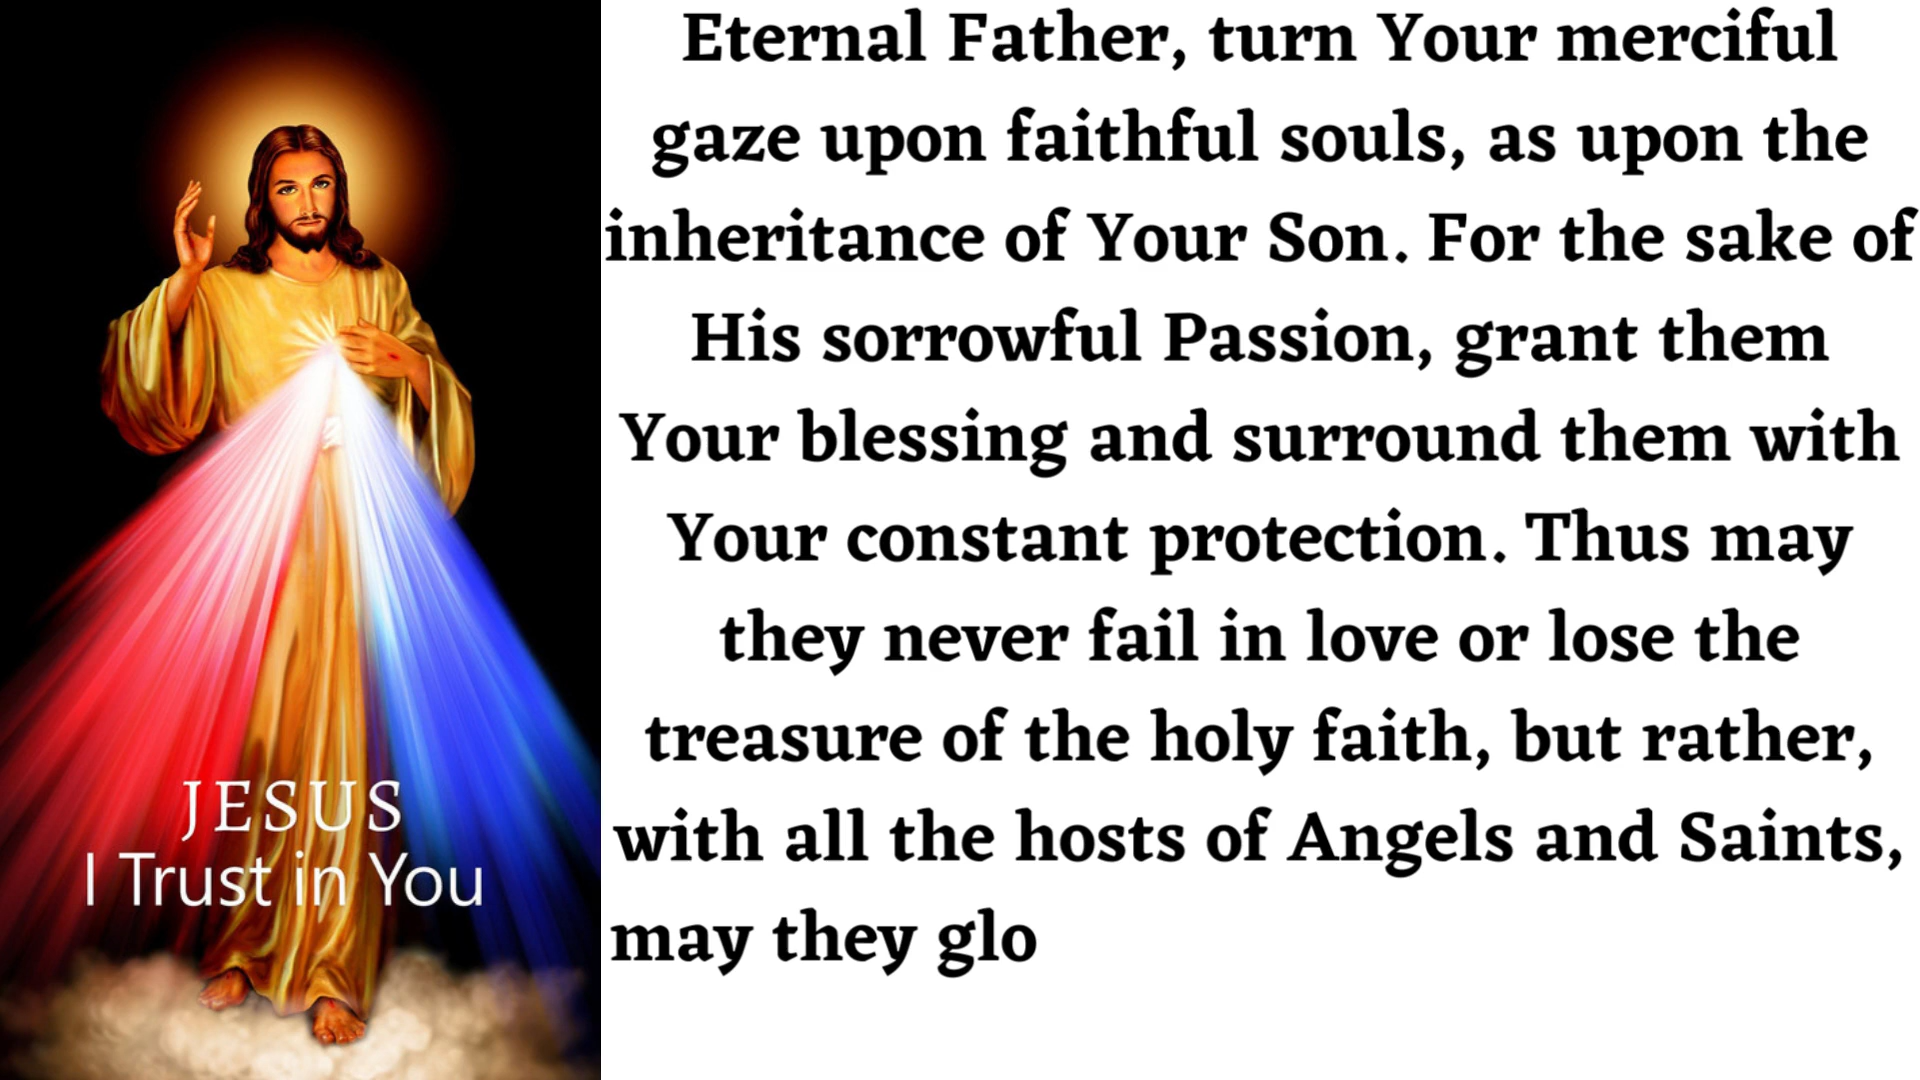 JESUS
I Trust in You
Eternal Father, turn Your merciful
gaze upon faithful souls, as upon the
inheritance of Your Son. For the sake of
His sorrowful Passion, grant them
Your blessing and surround them with
Your constant protection. Thus may
they never fail in love or lose the
treasure of the holy faith, but rather,
with all the hosts of Angels and Saints,
may they glo